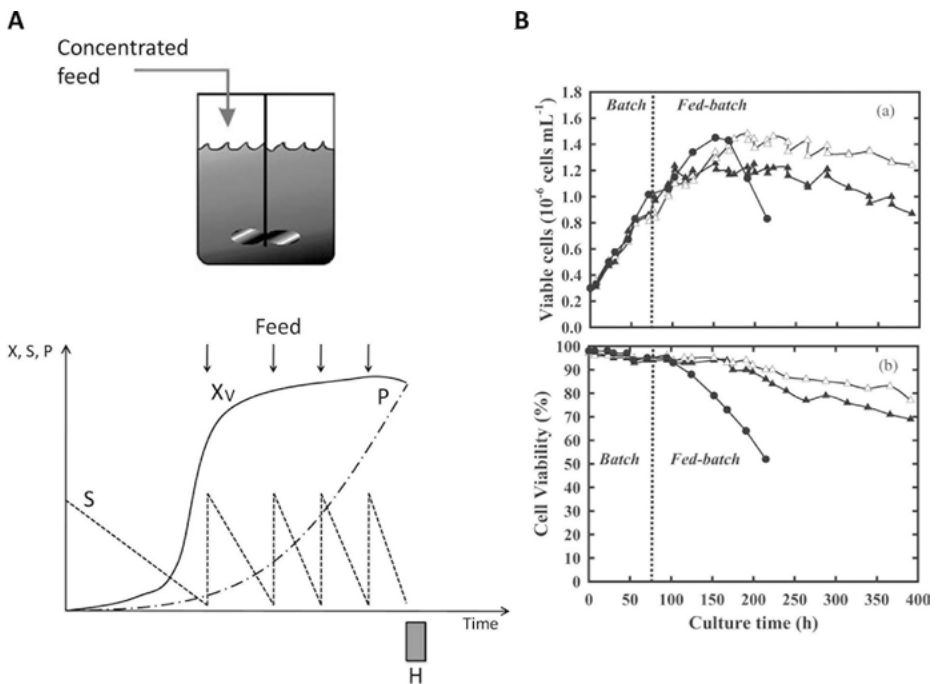 A
Concentrated
feed
Feed
X, S, P
XV
P
S
Time
H
B
Batch Fed-batch (a)
Viable cells (10-6 cells mL-1)
1.8
1.6
1.4
1.2
1.0
0.8
0.6
0.4
0.2
0.0
(b)
Cell Viability (%)
100
90
80
70
60
50
40
30
20
10
0
Batch Fed-batch
0 50 100 150 200 250 300 350 400
Culture time (h)